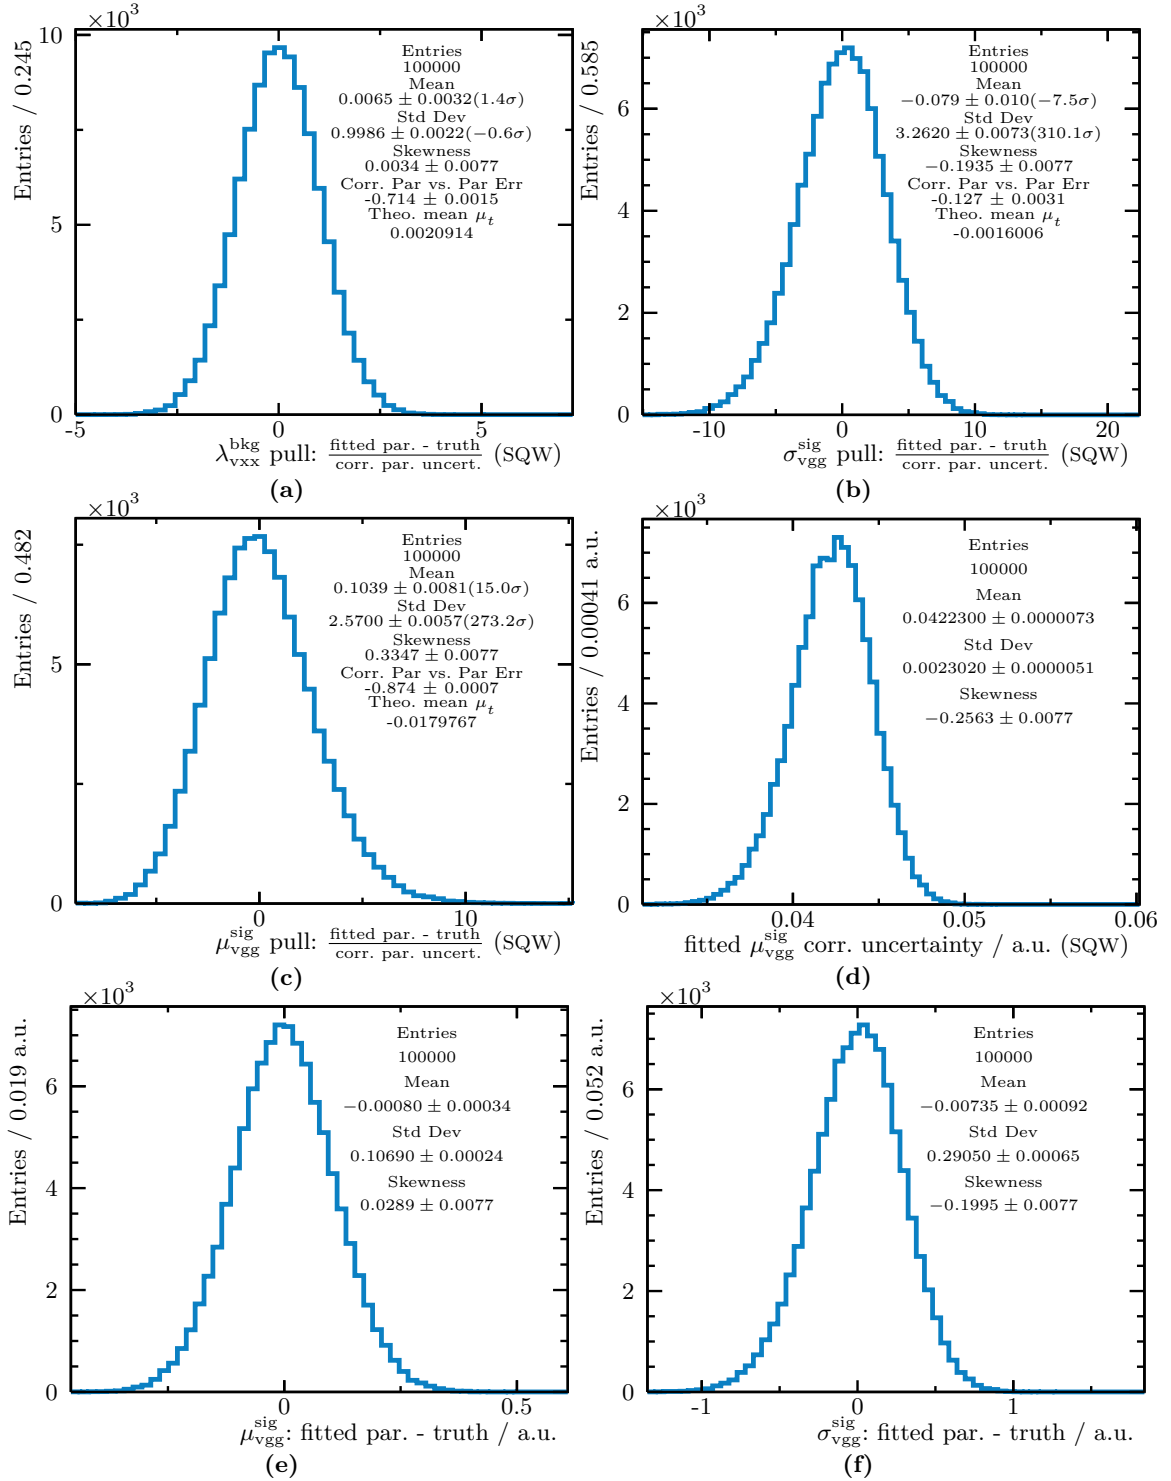 ×10³
10
5
0
-5
0
5
Entries / 0.245
Entries
100000
Mean
0.0065 ± 0.0032(1.4σ)
Std Dev
0.9986 ± 0.0022(−0.6σ)
Skewness
0.0034 ± 0.0077
Corr. Par vs. Par Err
-0.714 ± 0.0015
Theo. mean μ_t
0.0020914
λ^bkg_vxx pull: fitted par. - truth / corr. par. uncert. (SQW)
(a)
×10³
6
4
2
0
-10
0
10
20
Entries / 0.585
Entries
100000
Mean
−0.079 ± 0.010(−7.5σ)
Std Dev
3.2620 ± 0.0073(310.1σ)
Skewness
−0.1935 ± 0.0077
Corr. Par vs. Par Err
-0.127 ± 0.0031
Theo. mean μ_t
-0.0016006
σ^sig_vgg pull: fitted par. - truth / corr. par. uncert. (SQW)
(b)
×10³
5
0
0
10
Entries / 0.482
Entries
100000
Mean
0.1039 ± 0.0081(15.0σ)
Std Dev
2.5700 ± 0.0057(273.2σ)
Skewness
0.3347 ± 0.0077
Corr. Par vs. Par Err
-0.874 ± 0.0007
Theo. mean μ_t
-0.0179767
μ^sig_vgg pull: fitted par. - truth / corr. par. uncert. (SQW)
(c)
×10³
6
4
2
0
0.04
0.05
0.06
Entries / 0.00041 a.u.
Entries
100000
Mean
0.0422300 ± 0.0000073
Std Dev
0.0023020 ± 0.0000051
Skewness
−0.2563 ± 0.0077
fitted μ^sig_vgg corr. uncertainty / a.u. (SQW)
(d)
×10³
6
4
2
0
0
0.5
Entries / 0.019 a.u.
Entries
100000
Mean
−0.00080 ± 0.00034
Std Dev
0.10690 ± 0.00024
Skewness
0.0289 ± 0.0077
μ^sig_vgg: fitted par. - truth / a.u.
(e)
×10³
6
4
2
0
-1
0
1
Entries / 0.052 a.u.
Entries
100000
Mean
−0.00735 ± 0.00092
Std Dev
0.29050 ± 0.00065
Skewness
−0.1995 ± 0.0077
σ^sig_vgg: fitted par. - truth / a.u.
(f)